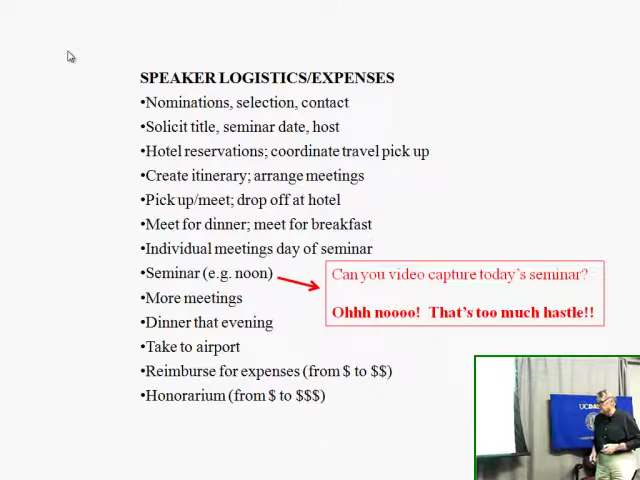 SPEAKER LOGISTICS/EXPENSES
•Nominations, selection, contact
•Solicit title, seminar date, host
•Hotel reservations; coordinate travel pick up
•Create itinerary; arrange meetings
•Pick up/meet; drop off at hotel
•Meet for dinner; meet for breakfast
•Individual meetings day of seminar
•Seminar (e.g. noon)
Can you video capture today's seminar?
Ohhh noooo!  That's too much hastle!!
•More meetings
•Dinner that evening
•Take to airport
•Reimburse for expenses (from $ to $$)
•Honorarium (from $ to $$$)